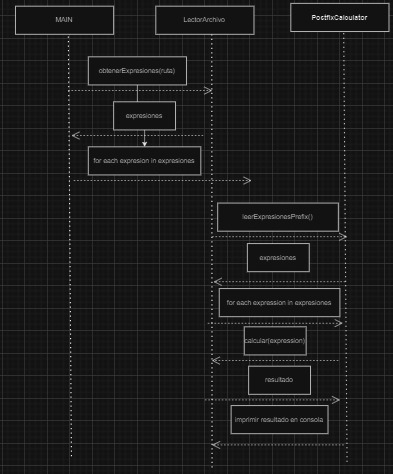 MAIN
LectorArchivo
PostfixCalculator
obtenerExpresiones(ruta)
expresiones
for each expresion in expresiones
leerExpresionesPrefix()
expresiones
for each expression in expresiones
calcular(expression)
resultado
imprimir resultado en consola